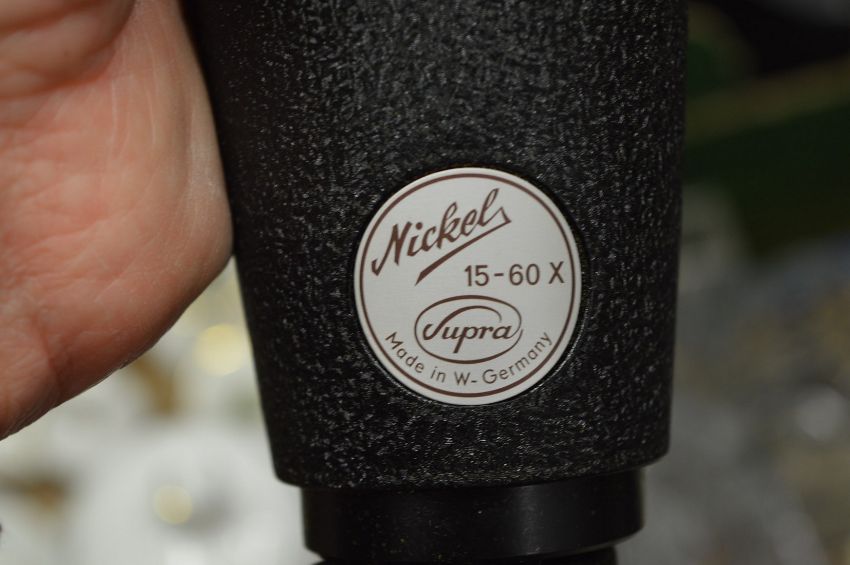 Nickel
15-60 X
Supra
Made in W-Germany